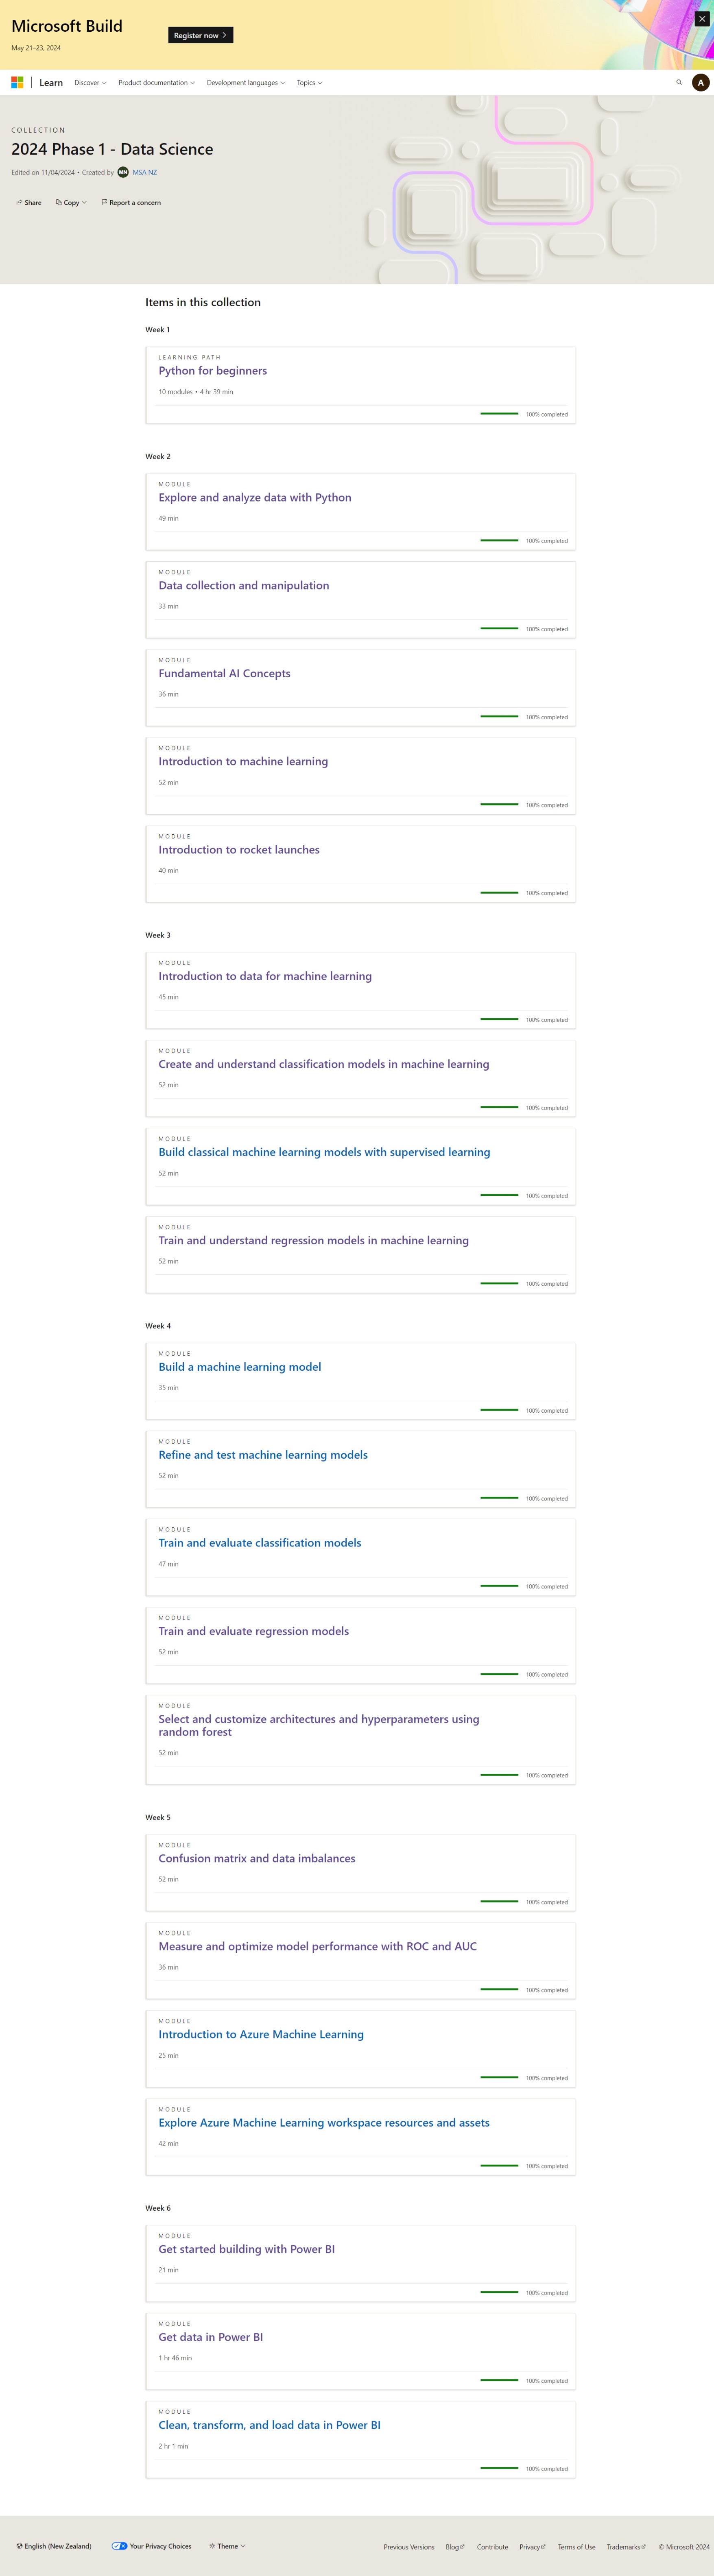 Microsoft Build
May 21–23, 2024
Register now
Learn
Discover
Product documentation
Development languages
Topics
A
COLLECTION
2024 Phase 1 - Data Science
Edited on 11/04/2024 • Created by MN MSA NZ
Share
Copy
Report a concern
Items in this collection
Week 1
LEARNING PATH
Python for beginners
10 modules • 4 hr 39 min
100% completed
Week 2
MODULE
Explore and analyze data with Python
49 min
100% completed
MODULE
Data collection and manipulation
33 min
100% completed
MODULE
Fundamental AI Concepts
36 min
100% completed
MODULE
Introduction to machine learning
52 min
100% completed
MODULE
Introduction to rocket launches
40 min
100% completed
Week 3
MODULE
Introduction to data for machine learning
45 min
100% completed
MODULE
Create and understand classification models in machine learning
52 min
100% completed
MODULE
Build classical machine learning models with supervised learning
52 min
100% completed
MODULE
Train and understand regression models in machine learning
52 min
100% completed
Week 4
MODULE
Build a machine learning model
35 min
100% completed
MODULE
Refine and test machine learning models
52 min
100% completed
MODULE
Train and evaluate classification models
47 min
100% completed
MODULE
Train and evaluate regression models
52 min
100% completed
MODULE
Select and customize architectures and hyperparameters using
random forest
52 min
100% completed
Week 5
MODULE
Confusion matrix and data imbalances
52 min
100% completed
MODULE
Measure and optimize model performance with ROC and AUC
36 min
100% completed
MODULE
Introduction to Azure Machine Learning
25 min
100% completed
MODULE
Explore Azure Machine Learning workspace resources and assets
42 min
100% completed
Week 6
MODULE
Get started building with Power BI
21 min
100% completed
MODULE
Get data in Power BI
1 hr 46 min
100% completed
MODULE
Clean, transform, and load data in Power BI
2 hr 1 min
100% completed
English (New Zealand)
Your Privacy Choices
Theme
Previous Versions
Blog
Contribute
Privacy
Terms of Use
Trademarks
© Microsoft 2024